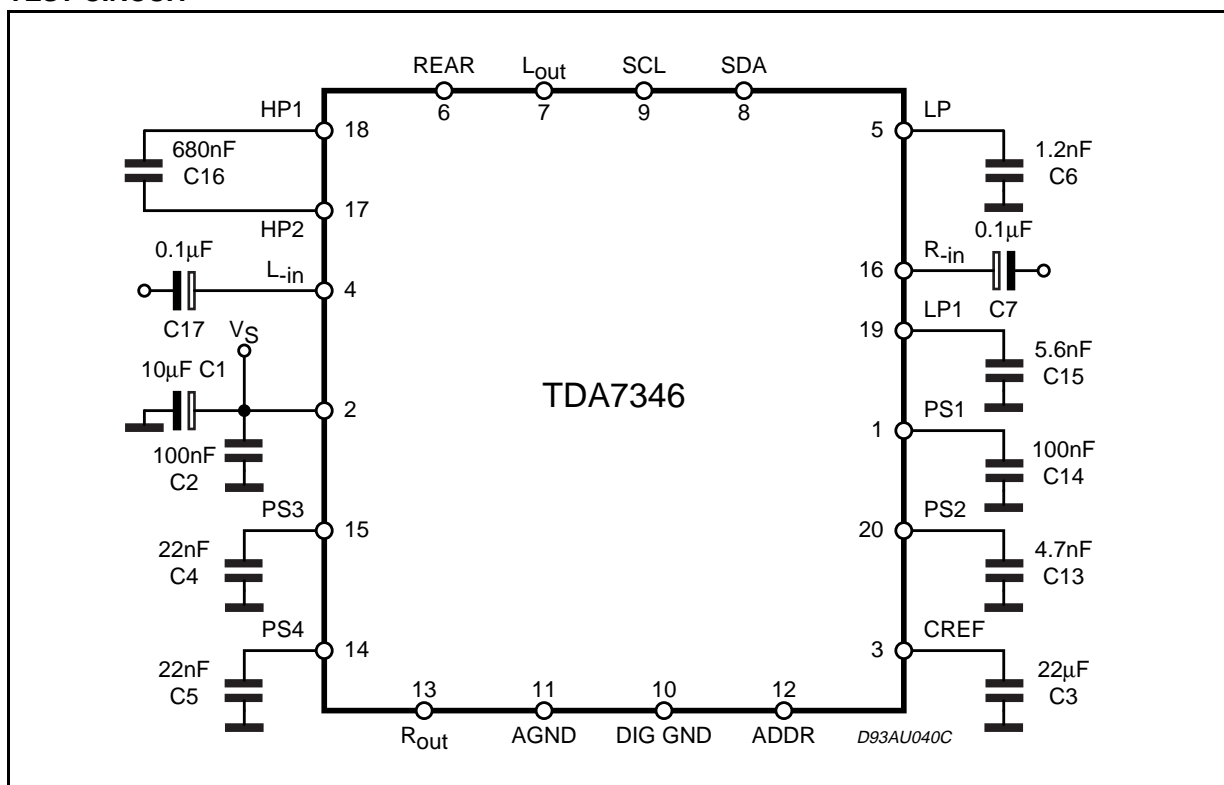 REAR Lout SCL SDA
6 7 9 8
HP1
18
680nF
C16
17
HP2
0.1µF
L-in
4
C17
VS
10µF C1
2
100nF
C2
PS3
15
22nF
C4
PS4
14
22nF
C5
TDA7346
5 LP
1.2nF
C6
0.1µF
R-in
16
C7
LP1
19
5.6nF
C15
PS1
1
100nF
C14
PS2
20
4.7nF
C13
CREF
3
22µF
C3
13 11 10 12
Rout AGND DIG GND ADDR
D93AU040C